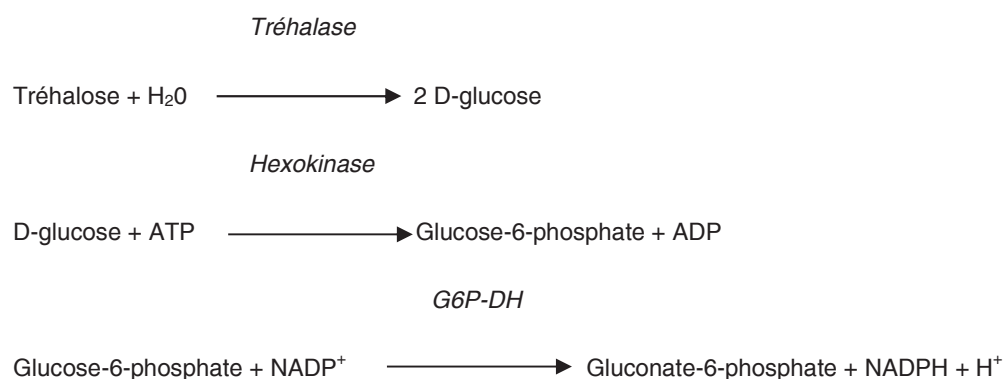 Tréhalase
Tréhalose + H₂0 2 D-glucose
Hexokinase
D-glucose + ATP Glucose-6-phosphate + ADP
G6P-DH
Glucose-6-phosphate + NADP⁺ Gluconate-6-phosphate + NADPH + H⁺